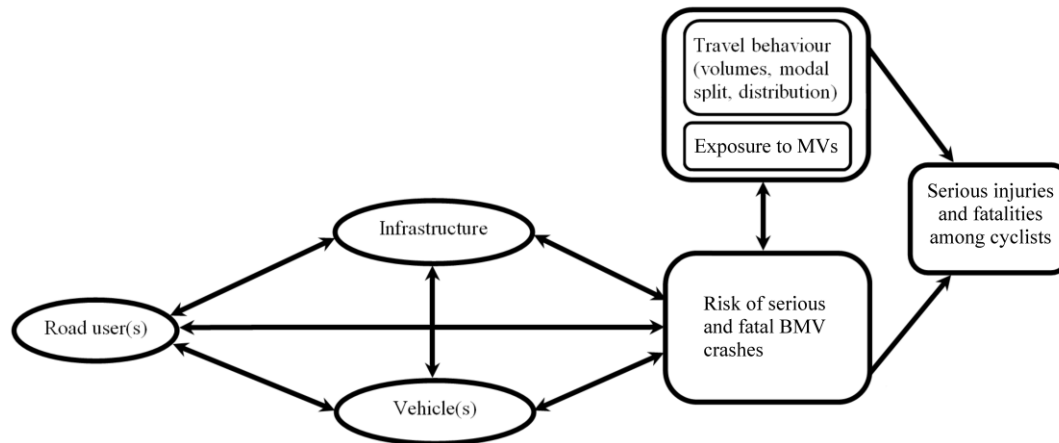 Travel behaviour
(volumes, modal
split, distribution)
Exposure to MVs
Serious injuries
and fatalities
among cyclists
Infrastructure
Road user(s)
Risk of serious
and fatal BMV
crashes
Vehicle(s)